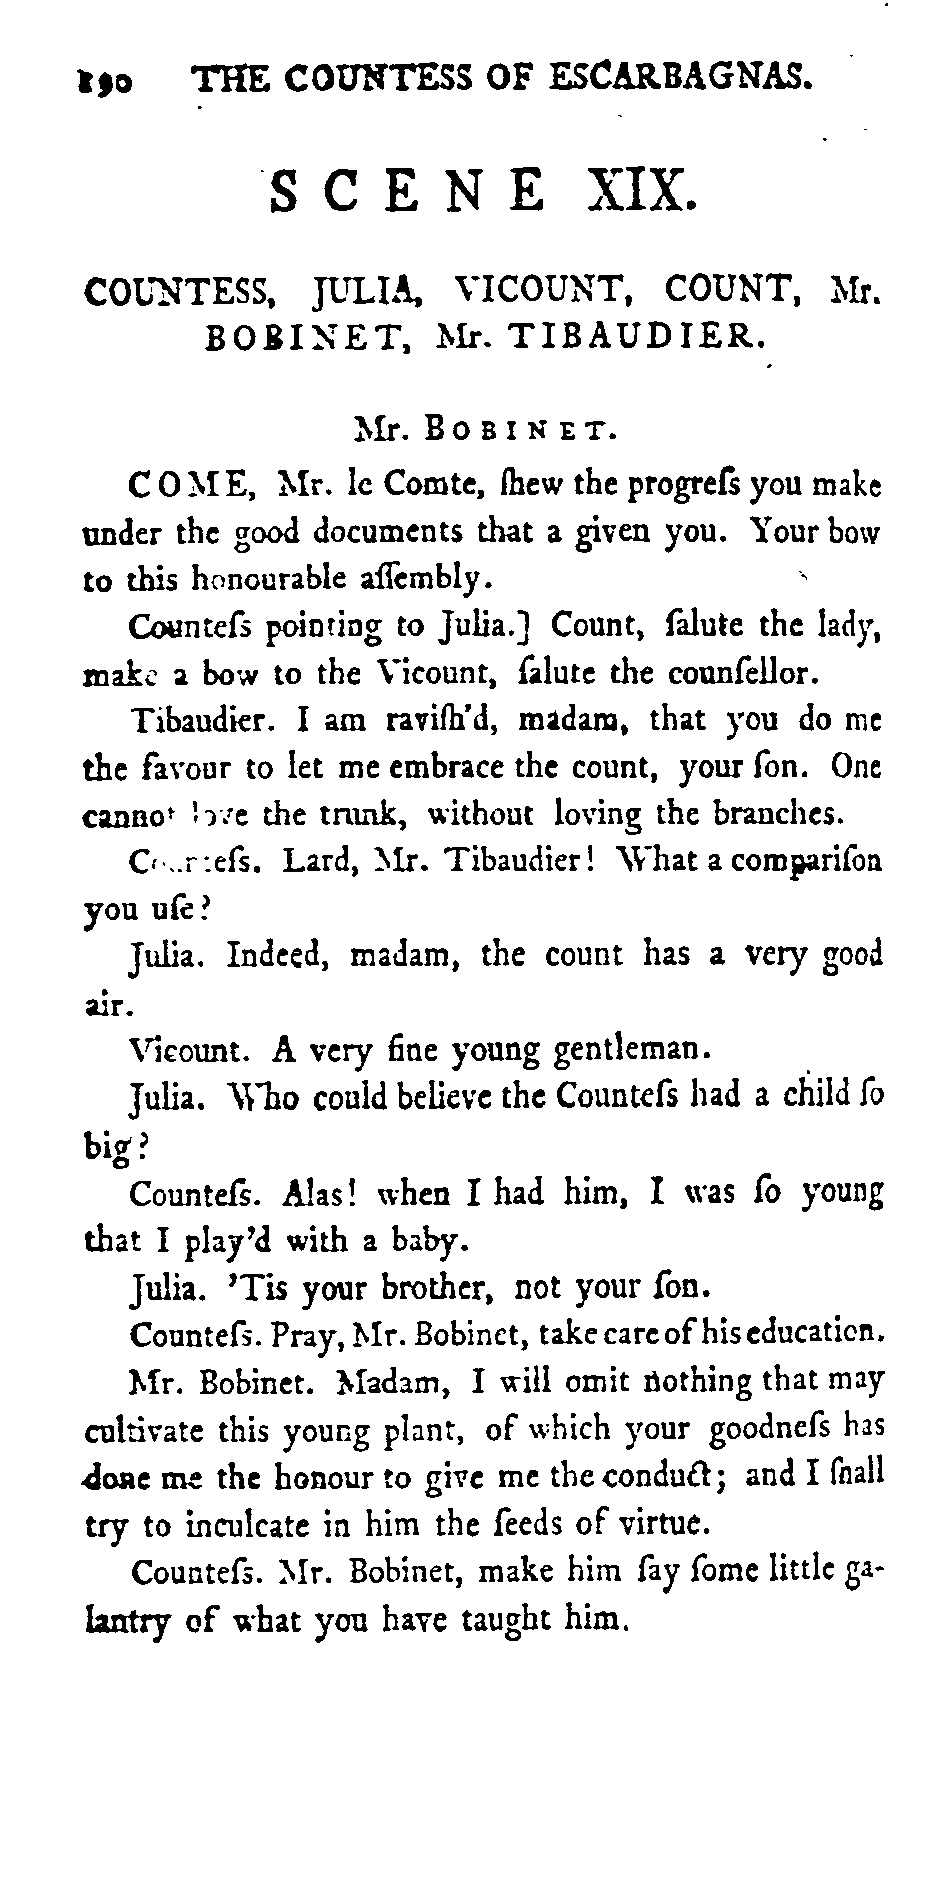 190 THE COUNTESS OF ESCARBAGNAS.
SCENE XIX.
COUNTESS, JULIA, VICOUNT, COUNT, Mr.
BOBINET, Mr. TIBAUDIER.
Mr. BOBINET.
COME, Mr. le Comte, ſhew the progreſs you make
under the good documents that a given you. Your bow
to this honourable aſſembly.
Counteſs pointing to Julia.] Count, ſalute the lady,
make a bow to the Vicount, ſalute the counſellor.
Tibaudier. I am raviſh'd, madam, that you do me
the favour to let me embrace the count, your ſon. One
cannot love the trunk, without loving the branches.
Counteſs. Lard, Mr. Tibaudier! What a compariſon
you uſe?
Julia. Indeed, madam, the count has a very good
air.
Vicount. A very fine young gentleman.
Julia. Who could believe the Counteſs had a child ſo
big?
Counteſs. Alas! when I had him, I was ſo young
that I play'd with a baby.
Julia. 'Tis your brother, not your ſon.
Counteſs. Pray, Mr. Bobinet, take care of his education.
Mr. Bobinet. Madam, I will omit nothing that may
cultivate this young plant, of which your goodneſs has
done me the honour to give me the conduct; and I ſhall
try to inculcate in him the ſeeds of virtue.
Counteſs. Mr. Bobinet, make him ſay ſome little ga-
lantry of what you have taught him.